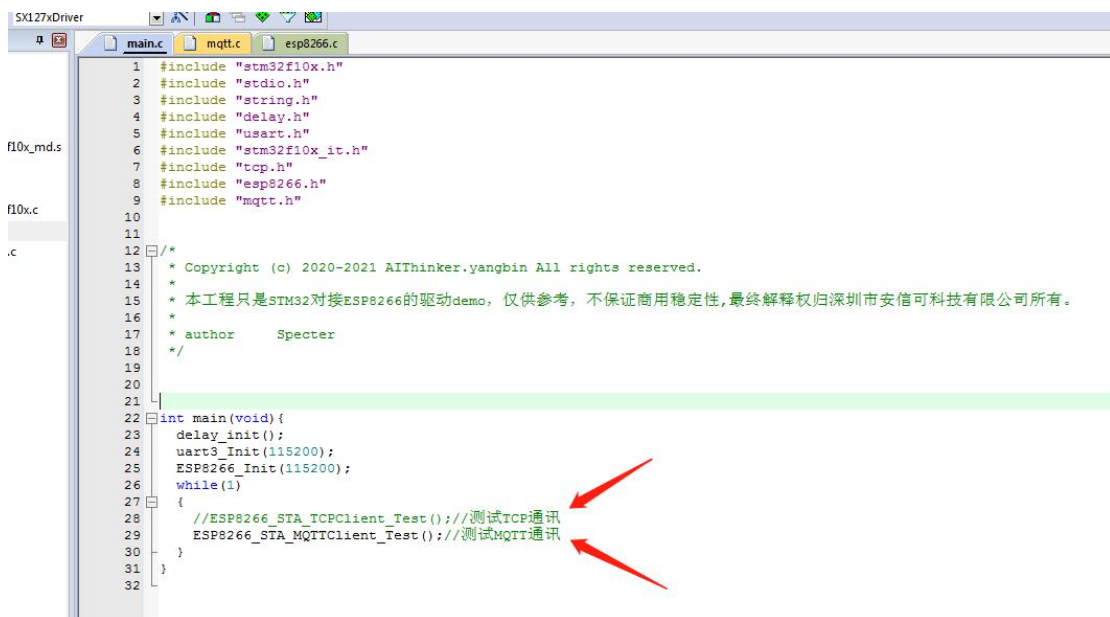 SX127xDriver
main.c mqtt.c esp8266.c
f10x_md.s
f10x.c
.c
1 #include "stm32f10x.h"
2 #include "stdio.h"
3 #include "string.h"
4 #include "delay.h"
5 #include "usart.h"
6 #include "stm32f10x_it.h"
7 #include "tcp.h"
8 #include "esp8266.h"
9 #include "mqtt.h"
10
11
12 /*
13 * Copyright (c) 2020-2021 AIThinker.yangbin All rights reserved.
14 *
15 * 本工程只是STM32对接ESP8266的驱动demo，仅供参考，不保证商用稳定性,最终解释权归深圳市安信可科技有限公司所有。
16 *
17 * author Specter
18 */
19
20
21
22 int main(void){
23 delay_init();
24 uart3_Init(115200);
25 ESP8266_Init(115200);
26 while(1)
27 {
28 //ESP8266_STA_TCPClient_Test();//测试TCP通讯
29 ESP8266_STA_MQTTClient_Test();//测试MQTT通讯
30 }
31 }
32